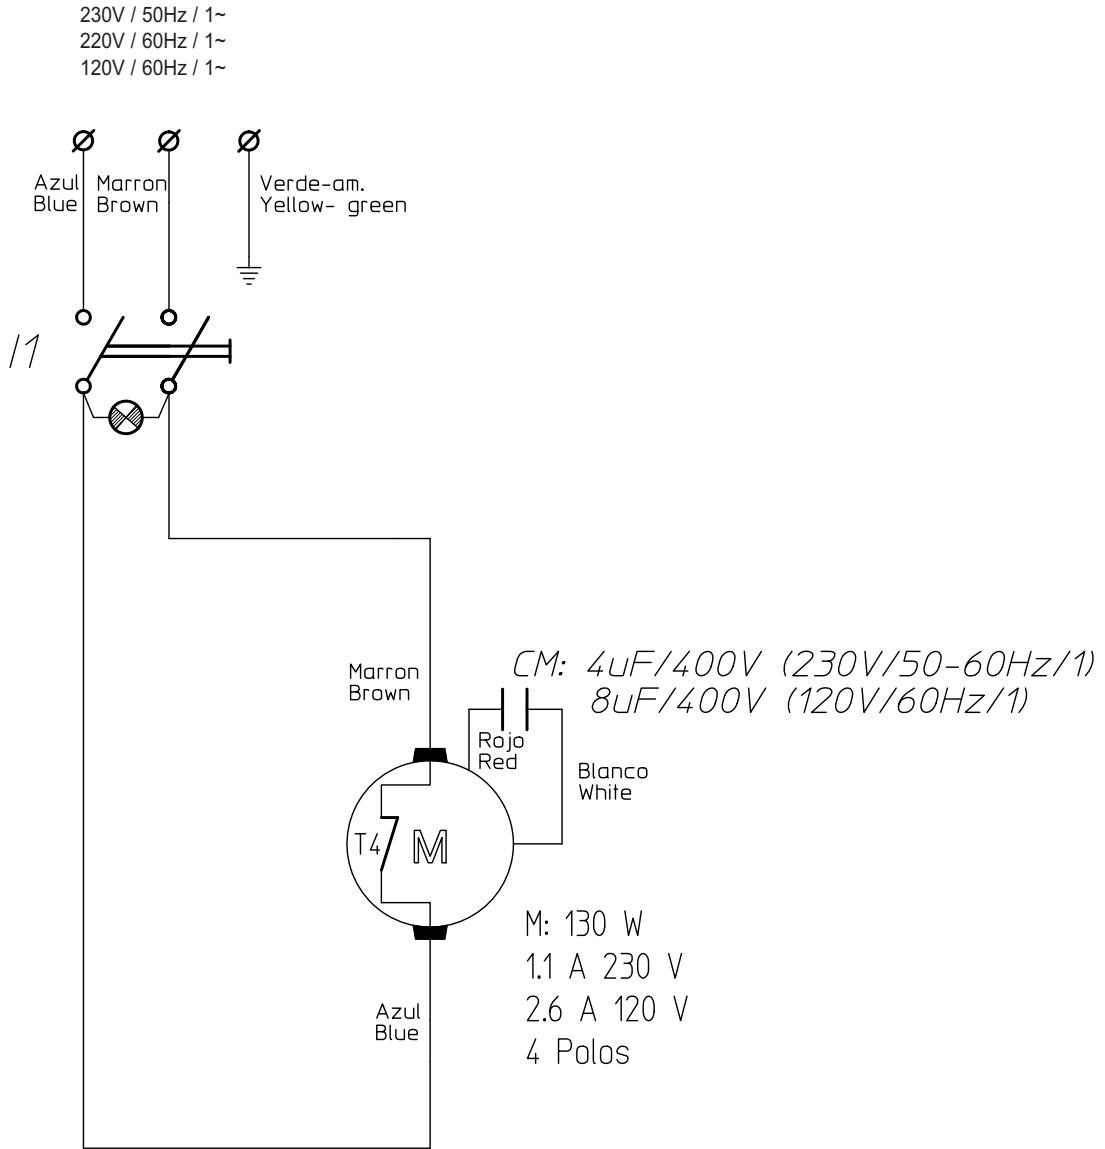 230V / 50Hz / 1~
220V / 60Hz / 1~
120V / 60Hz / 1~
Azul
Blue
Marron
Brown
Verde-am.
Yellow- green
I1
Marron
Brown
CM: 4uF/400V (230V/50-60Hz/1)
8uF/400V (120V/60Hz/1)
Rojo
Red
Blanco
White
T4
M
M: 130 W
1.1 A 230 V
2.6 A 120 V
4 Polos
Azul
Blue